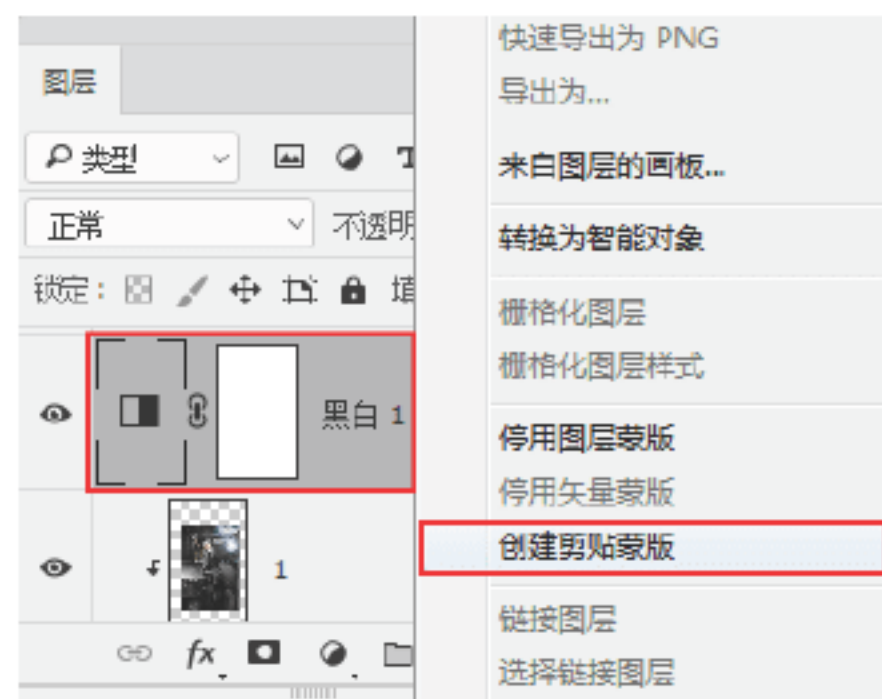 图层
类型
正常
不透明
锁定:
填
黑白 1
1
fx
快速导出为 PNG
导出为...
来自图层的画板...
转换为智能对象
栅格化图层
栅格化图层样式
停用图层蒙版
停用矢量蒙版
创建剪贴蒙版
链接图层
选择链接图层